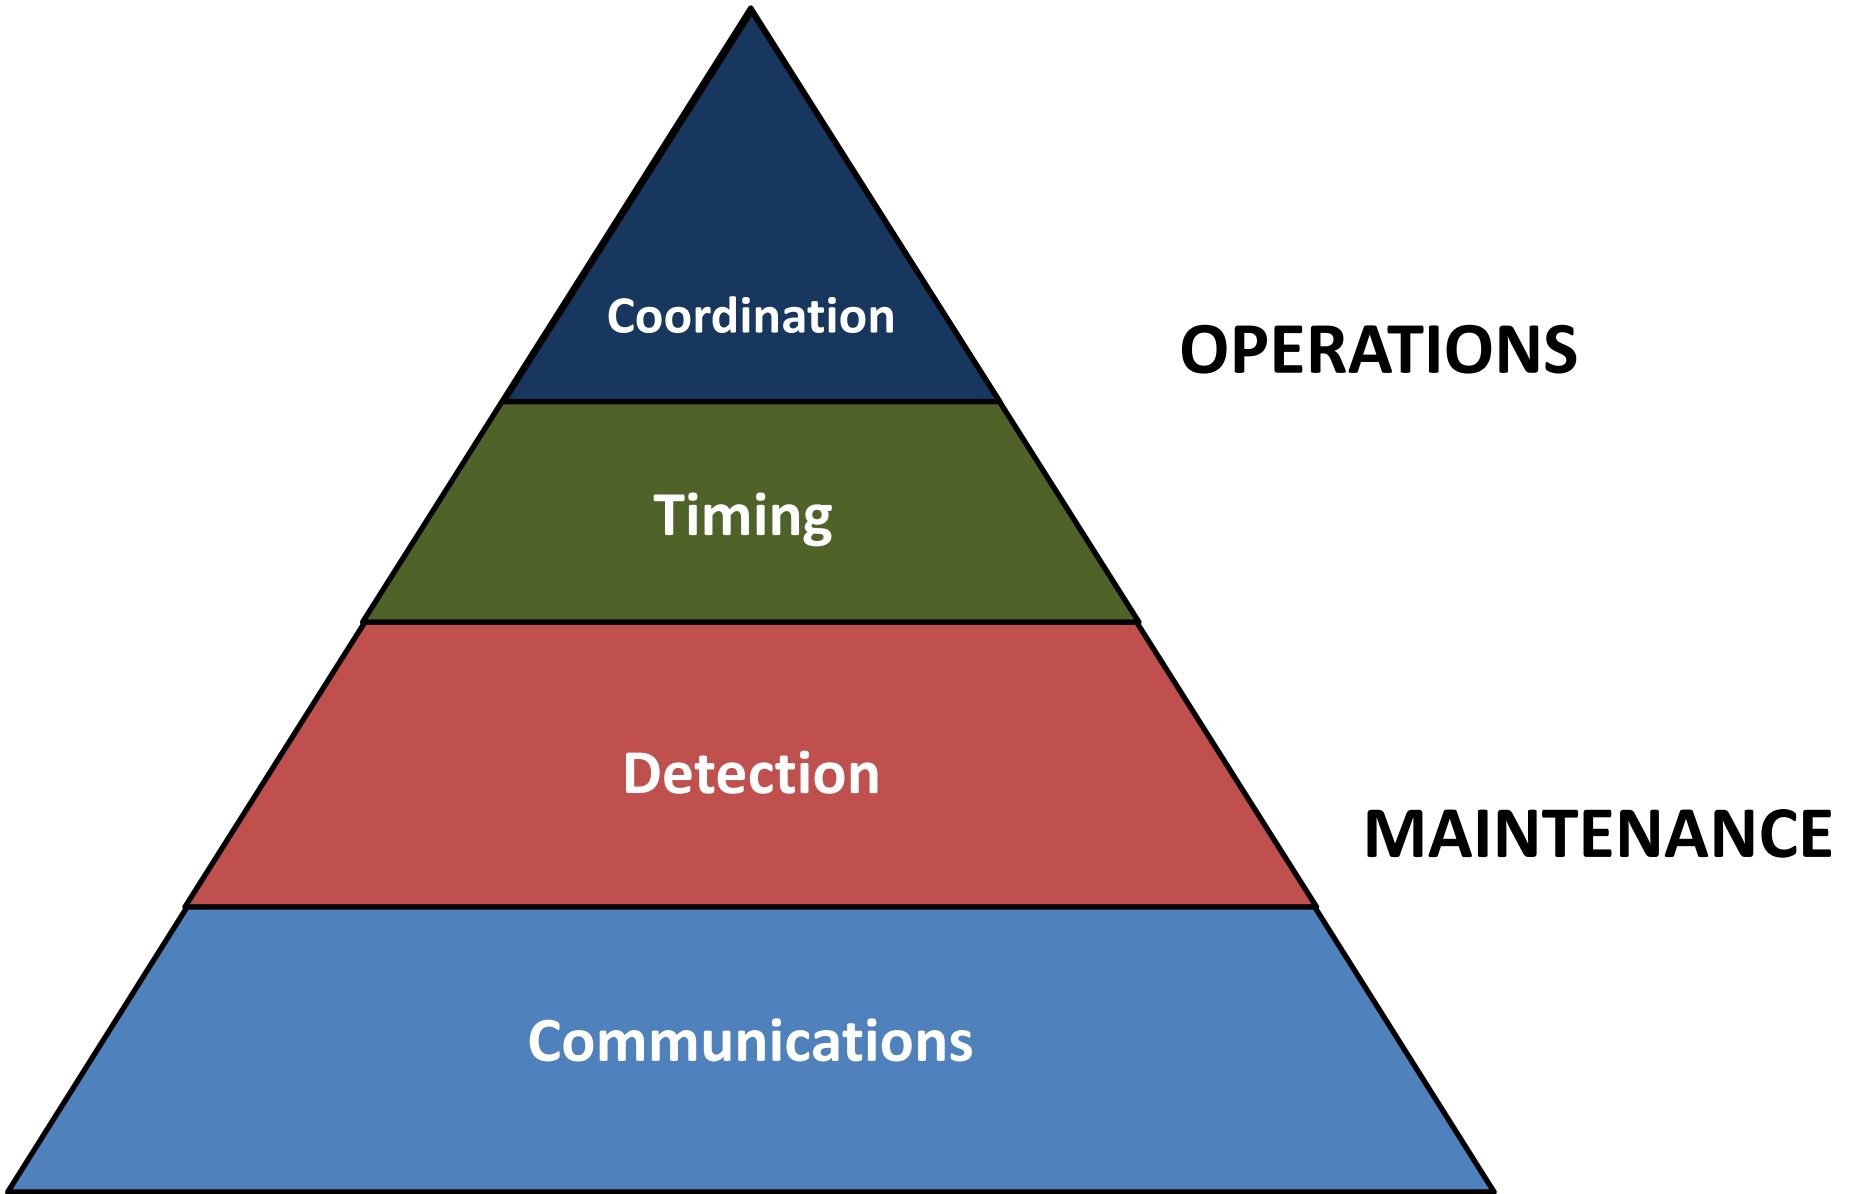 Coordination
OPERATIONS
Timing
Detection
MAINTENANCE
Communications